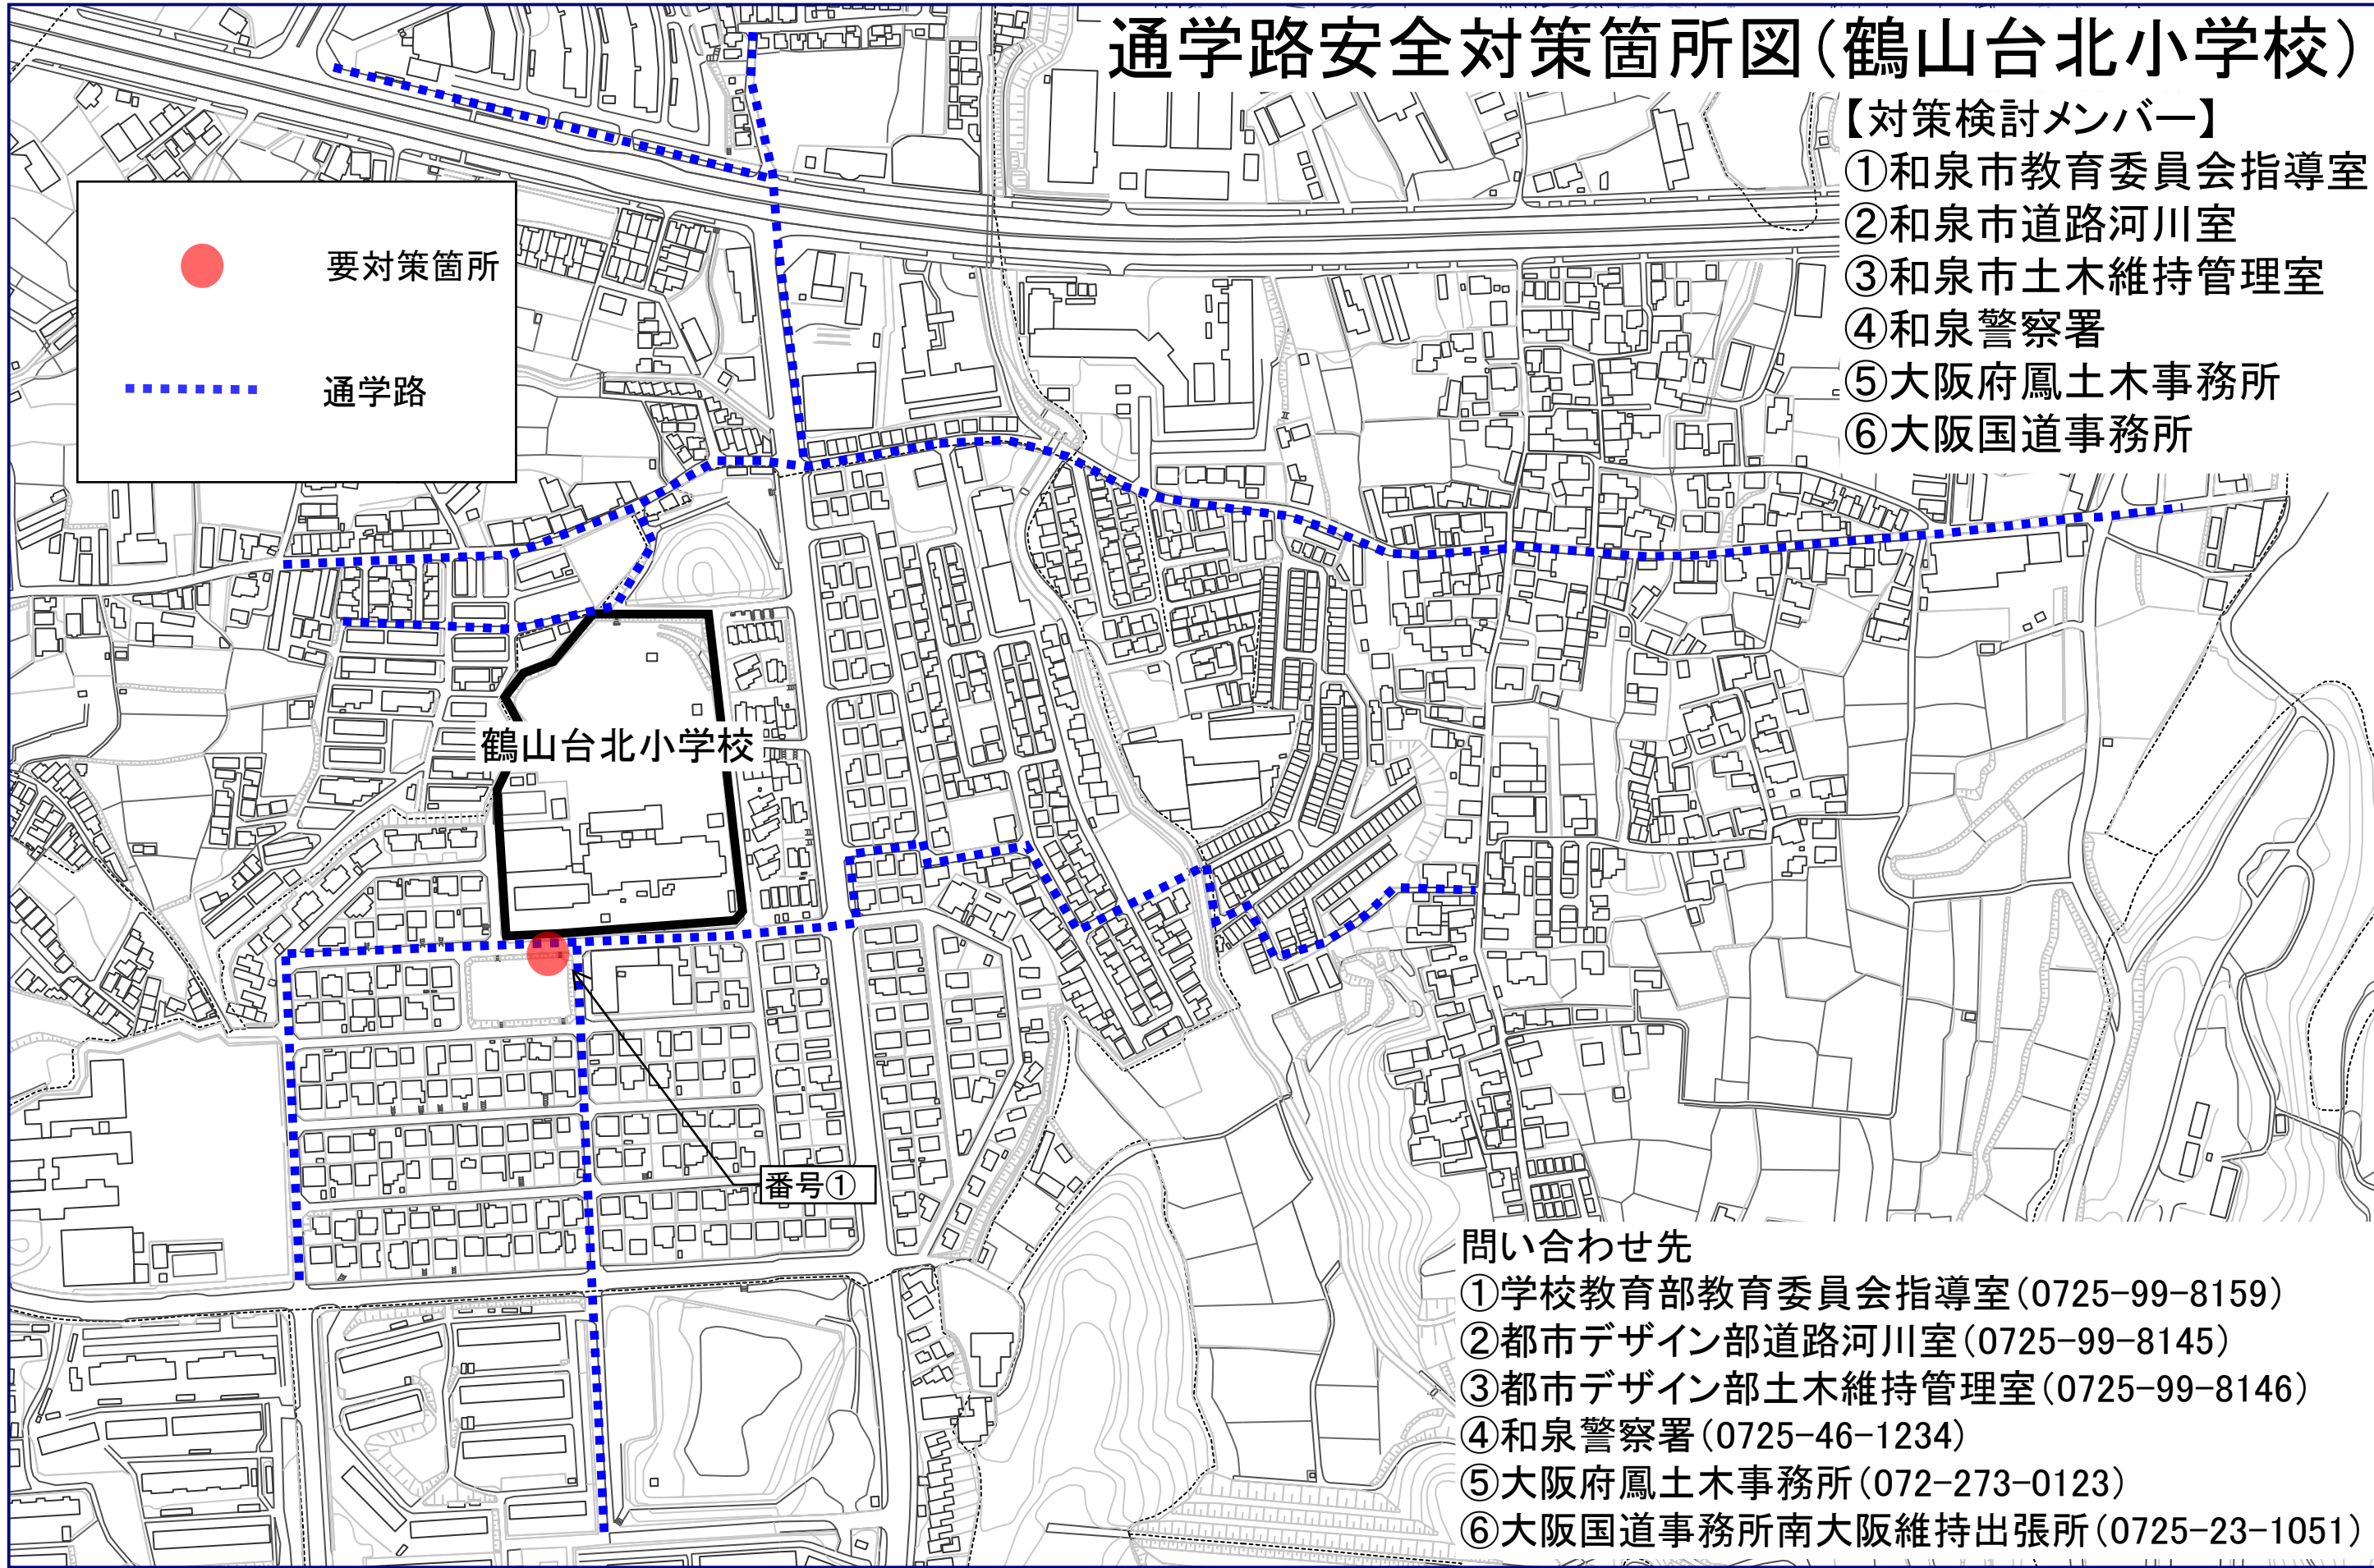 通学路安全対策箇所図(鶴山台北小学校)
【対策検討メンバー】
①和泉市教育委員会指導室
②和泉市道路河川室
③和泉市土木維持管理室
④和泉警察署
⑤大阪府鳳土木事務所
⑥大阪国道事務所
要対策箇所
通学路
鶴山台北小学校
番号①
問い合わせ先
①学校教育部教育委員会指導室(0725-99-8159)
②都市デザイン部道路河川室(0725-99-8145)
③都市デザイン部土木維持管理室(0725-99-8146)
④和泉警察署(0725-46-1234)
⑤大阪府鳳土木事務所(072-273-0123)
⑥大阪国道事務所南大阪維持出張所(0725-23-1051)